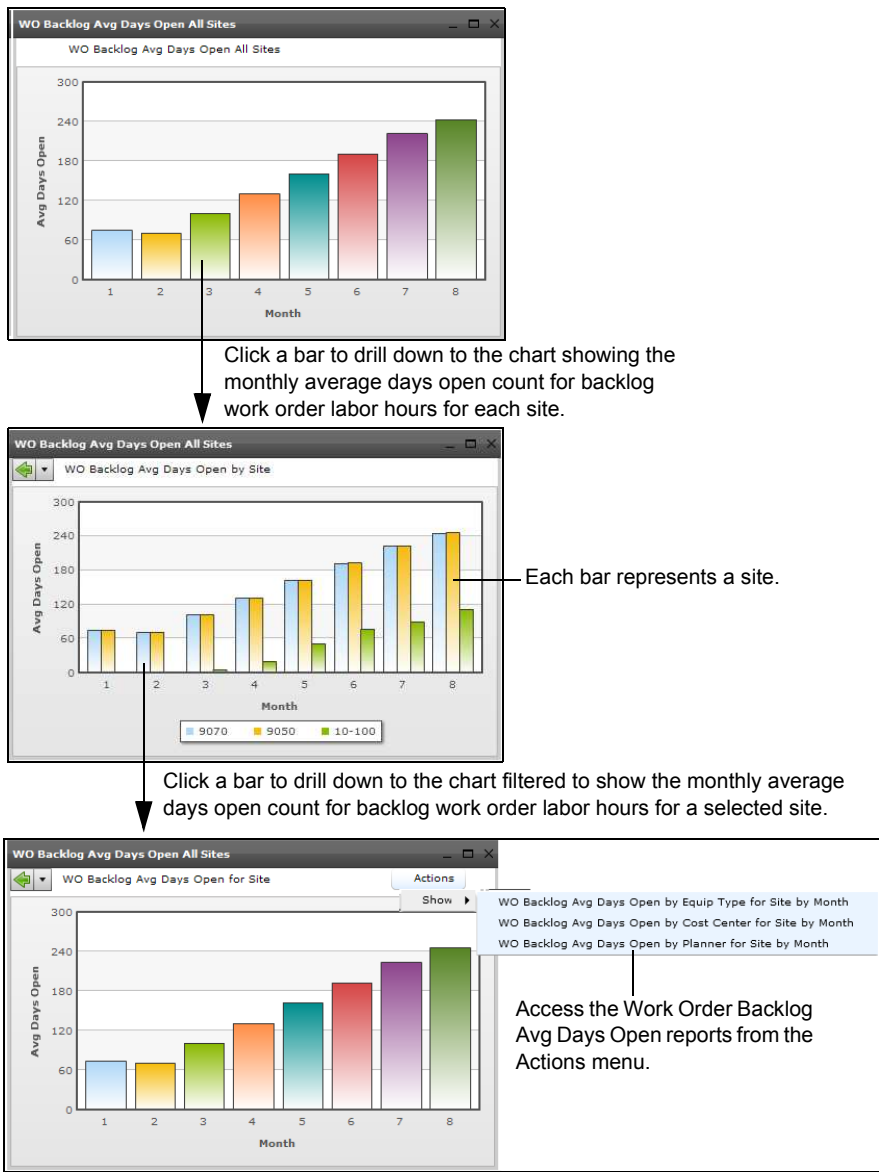 WO Backlog Avg Days Open All Sites
WO Backlog Avg Days Open All Sites
300
240
180
120
60
0
Avg Days Open
1 2 3 4 5 6 7 8
Month
Click a bar to drill down to the chart showing the
monthly average days open count for backlog
work order labor hours for each site.
WO Backlog Avg Days Open All Sites
WO Backlog Avg Days Open by Site
300
240
180
120
60
0
Avg Days Open
1 2 3 4 5 6 7 8
Month
9070 9050 10-100
Each bar represents a site.
Click a bar to drill down to the chart filtered to show the monthly average
days open count for backlog work order labor hours for a selected site.
WO Backlog Avg Days Open All Sites
WO Backlog Avg Days Open for Site
Actions
Show
WO Backlog Avg Days Open by Equip Type for Site by Month
WO Backlog Avg Days Open by Cost Center for Site by Month
WO Backlog Avg Days Open by Planner for Site by Month
300
240
180
120
60
0
Avg Days Open
1 2 3 4 5 6 7 8
Month
Access the Work Order Backlog
Avg Days Open reports from the
Actions menu.